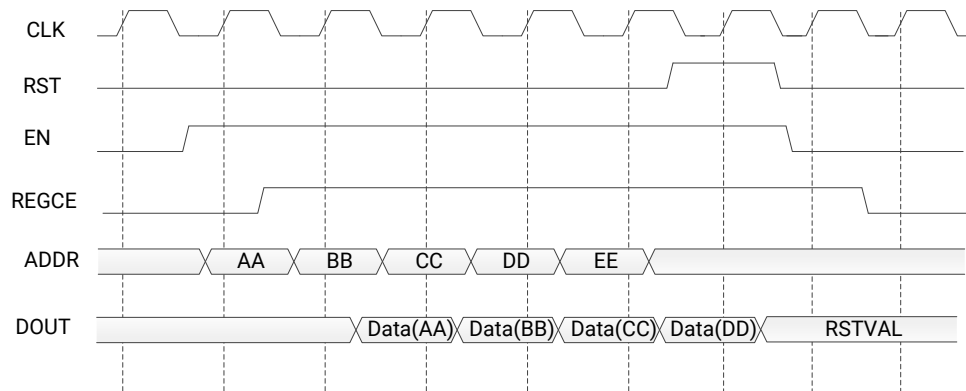 CLK
RST
EN
REGCE
ADDR AA BB CC DD EE
DOUT Data(AA) Data(BB) Data(CC) Data(DD) RSTVAL